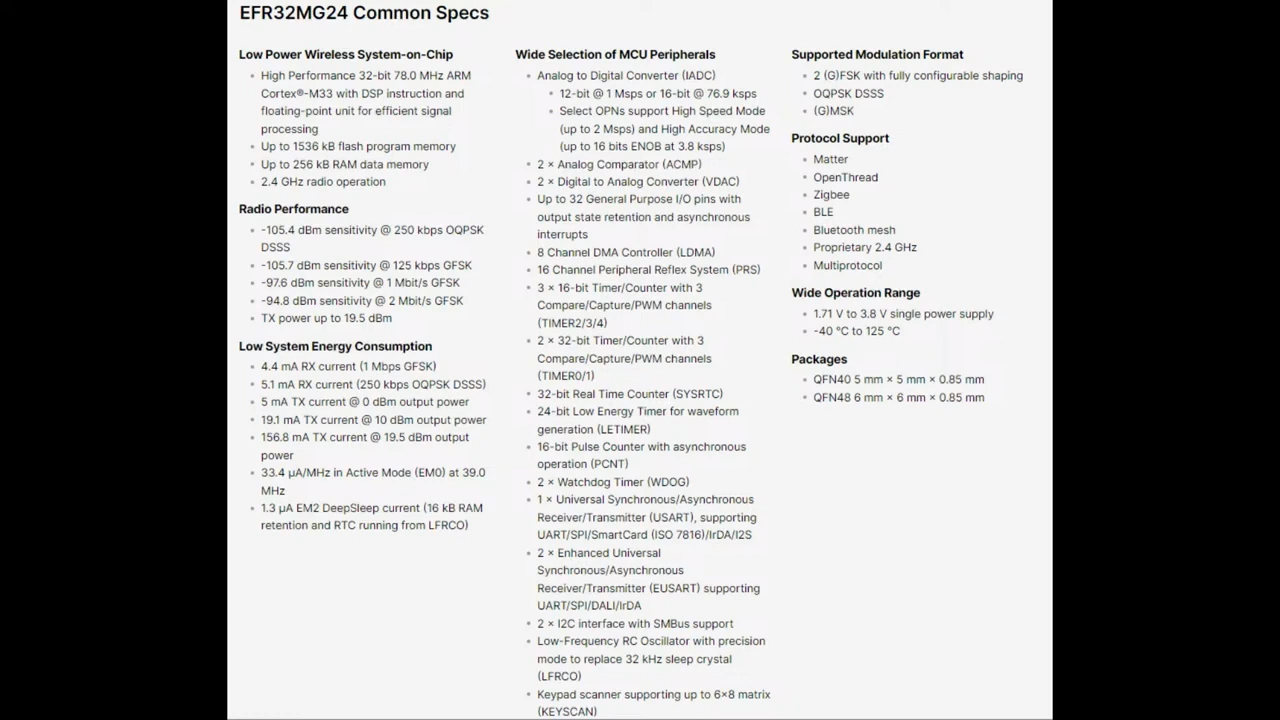 EFR32MG24 Common Specs
Low Power Wireless System-on-Chip
High Performance 32-bit 78.0 MHz ARM
Cortex®-M33 with DSP instruction and
floating-point unit for efficient signal
processing
Up to 1536 kB flash program memory
Up to 256 kB RAM data memory
2.4 GHz radio operation
Radio Performance
-105.4 dBm sensitivity @ 250 kbps OQPSK
DSSS
-105.7 dBm sensitivity @ 125 kbps GFSK
-97.6 dBm sensitivity @ 1 Mbit/s GFSK
-94.8 dBm sensitivity @ 2 Mbit/s GFSK
TX power up to 19.5 dBm
Low System Energy Consumption
4.4 mA RX current (1 Mbps GFSK)
5.1 mA RX current (250 kbps OQPSK DSSS)
5 mA TX current @ 0 dBm output power
19.1 mA TX current @ 10 dBm output power
156.8 mA TX current @ 19.5 dBm output
power
33.4 μA/MHz in Active Mode (EM0) at 39.0
MHz
1.3 μA EM2 DeepSleep current (16 kB RAM
retention and RTC running from LFRCO)
Wide Selection of MCU Peripherals
Analog to Digital Converter (IADC)
12-bit @ 1 Msps or 16-bit @ 76.9 ksps
Select OPNs support High Speed Mode
(up to 2 Msps) and High Accuracy Mode
(up to 16 bits ENOB at 3.8 ksps)
2 × Analog Comparator (ACMP)
2 × Digital to Analog Converter (VDAC)
Up to 32 General Purpose I/O pins with
output state retention and asynchronous
interrupts
8 Channel DMA Controller (LDMA)
16 Channel Peripheral Reflex System (PRS)
3 × 16-bit Timer/Counter with 3
Compare/Capture/PWM channels
(TIMER2/3/4)
2 × 32-bit Timer/Counter with 3
Compare/Capture/PWM channels
(TIMER0/1)
32-bit Real Time Counter (SYSRTC)
24-bit Low Energy Timer for waveform
generation (LETIMER)
16-bit Pulse Counter with asynchronous
operation (PCNT)
2 × Watchdog Timer (WDOG)
1 × Universal Synchronous/Asynchronous
Receiver/Transmitter (USART), supporting
UART/SPI/SmartCard (ISO 7816)/IrDA/I2S
2 × Enhanced Universal
Synchronous/Asynchronous
Receiver/Transmitter (EUSART) supporting
UART/SPI/DALI/IrDA
2 × I2C interface with SMBus support
Low-Frequency RC Oscillator with precision
mode to replace 32 kHz sleep crystal
(LFRCO)
Keypad scanner supporting up to 6×8 matrix
(KEYSCAN)
Supported Modulation Format
2 (G)FSK with fully configurable shaping
OQPSK DSSS
(G)MSK
Protocol Support
Matter
OpenThread
Zigbee
BLE
Bluetooth mesh
Proprietary 2.4 GHz
Multiprotocol
Wide Operation Range
1.71 V to 3.8 V single power supply
-40 °C to 125 °C
Packages
QFN40 5 mm × 5 mm × 0.85 mm
QFN48 6 mm × 6 mm × 0.85 mm